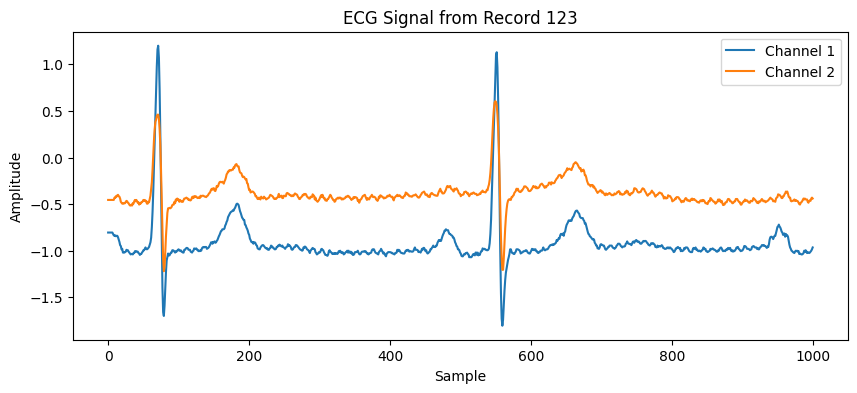 ECG Signal from Record 123
Channel 1
Channel 2
Amplitude
1.0
0.5
0.0
−0.5
−1.0
−1.5
0 200 400 600 800 1000
Sample